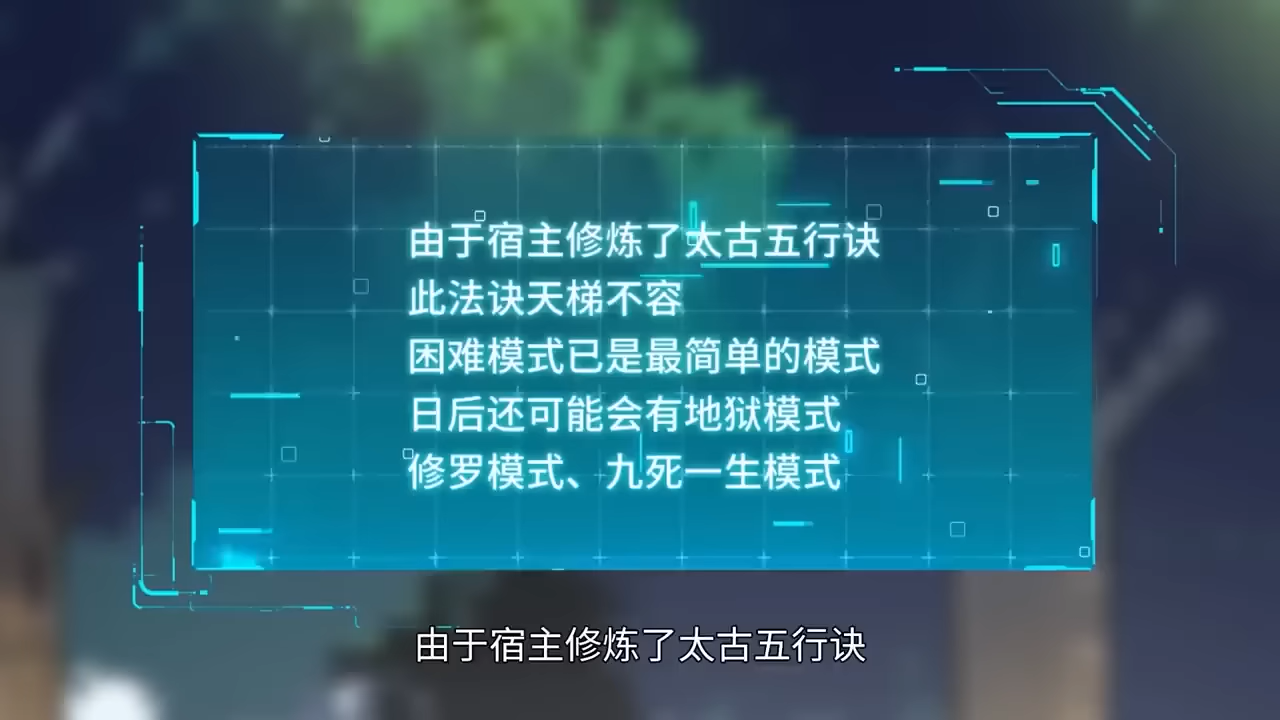 由于宿主修炼了太古五行诀
此法诀天梯不容
困难模式已是最简单的模式
日后还可能会有地狱模式
修罗模式、九死一生模式
由于宿主修炼了太古五行诀